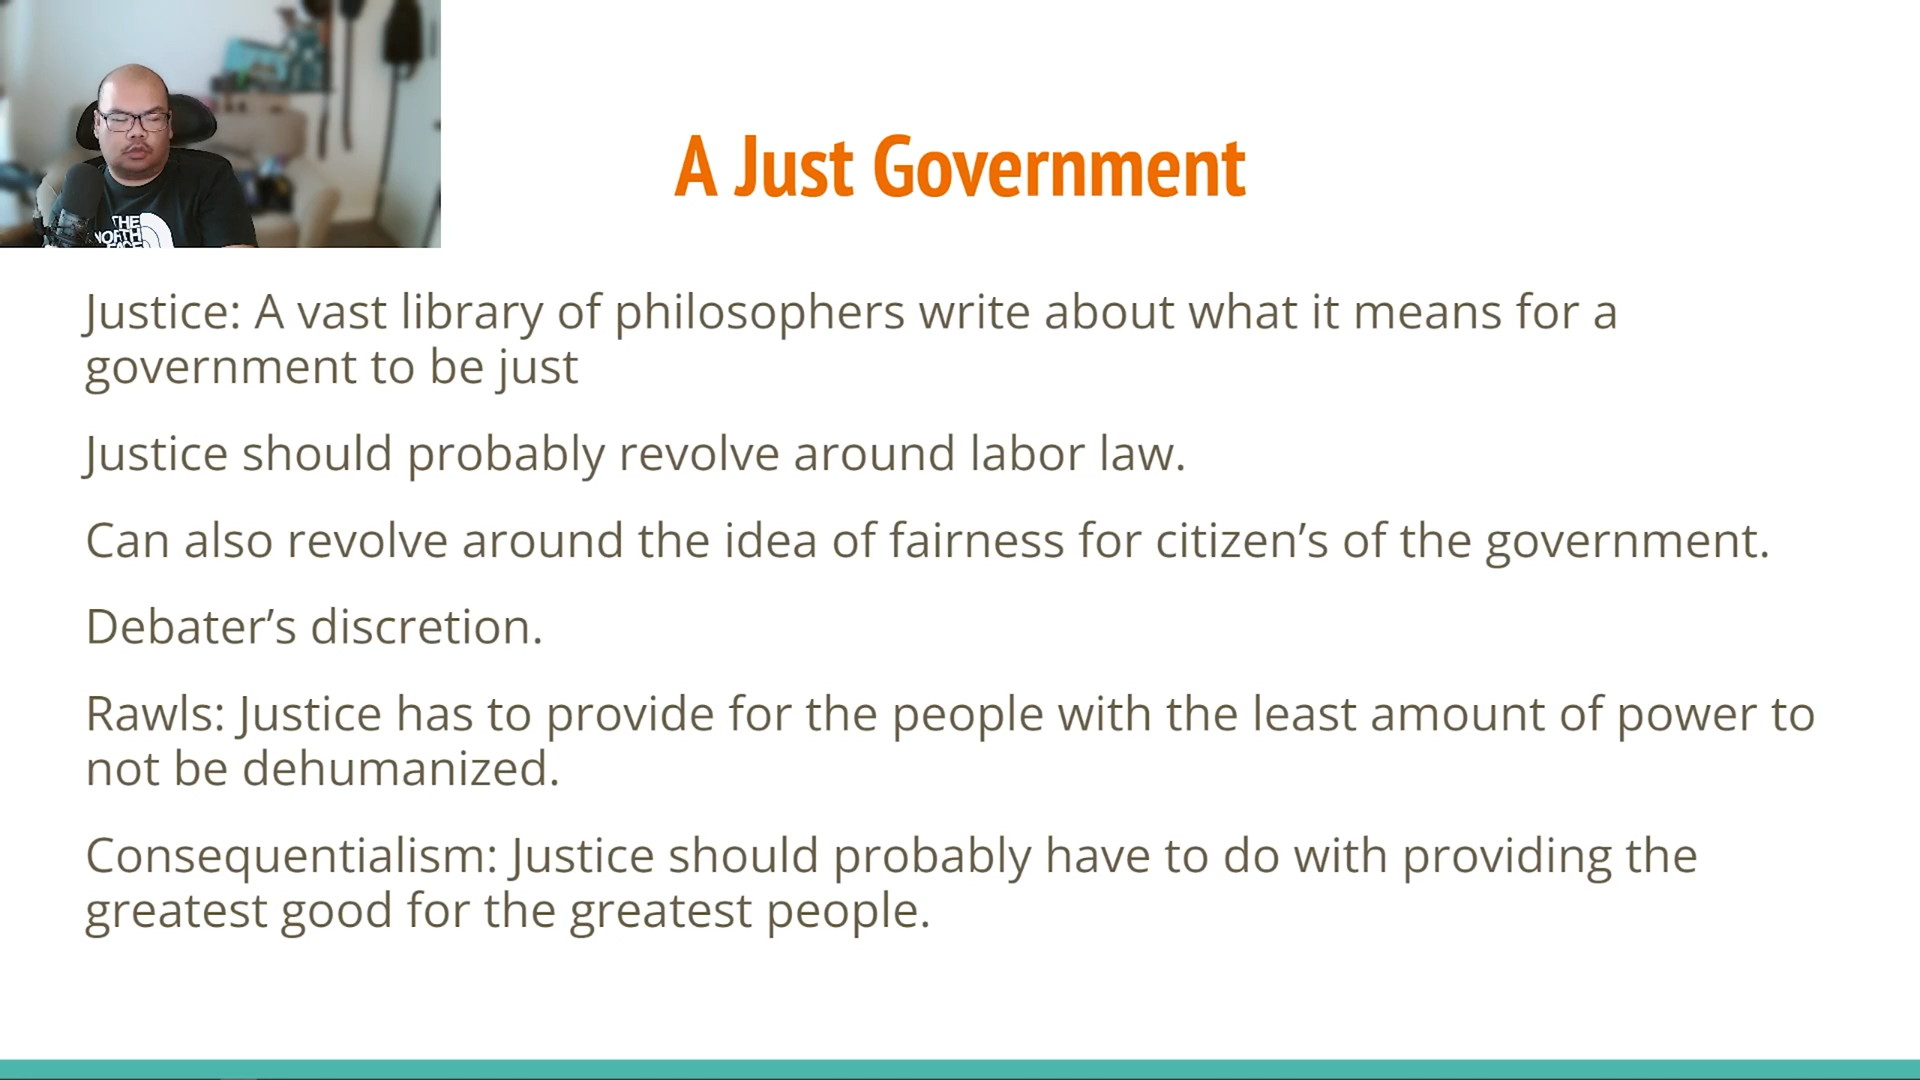 THE
NORTH
FACE
A Just Government
Justice: A vast library of philosophers write about what it means for a
government to be just
Justice should probably revolve around labor law.
Can also revolve around the idea of fairness for citizen’s of the government.
Debater’s discretion.
Rawls: Justice has to provide for the people with the least amount of power to
not be dehumanized.
Consequentialism: Justice should probably have to do with providing the
greatest good for the greatest people.